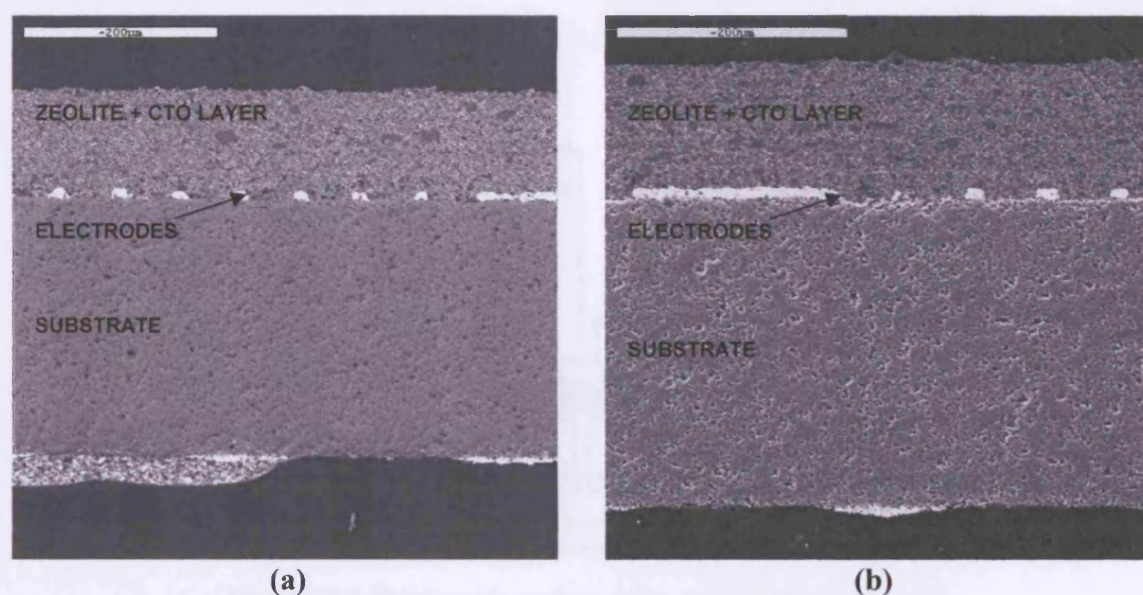 ~200µm
ZEOLITE + CTO LAYER
ELECTRODES
SUBSTRATE
(a)
~200µm
ZEOLITE + CTO LAYER
ELECTRODES
SUBSTRATE
(b)